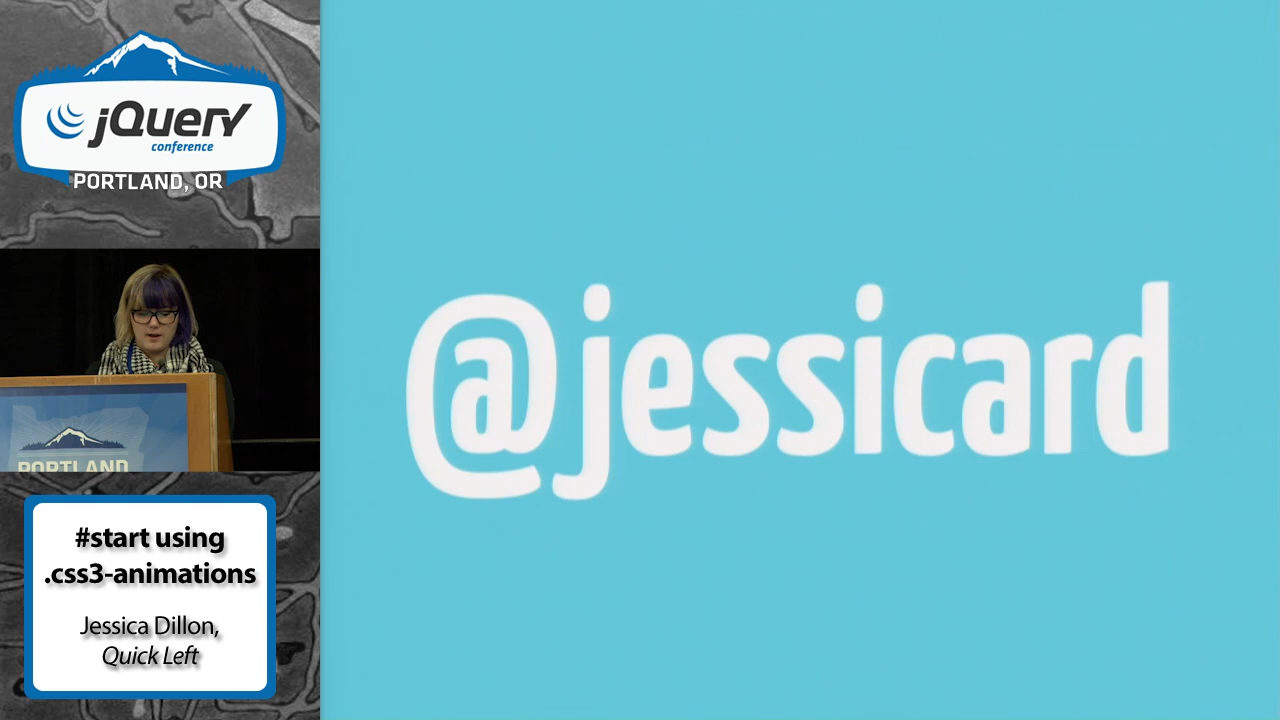 jQuery
conference
PORTLAND, OR
@jessicard
PORTLAND
#start using
.css3-animations
Jessica Dillon,
Quick Left